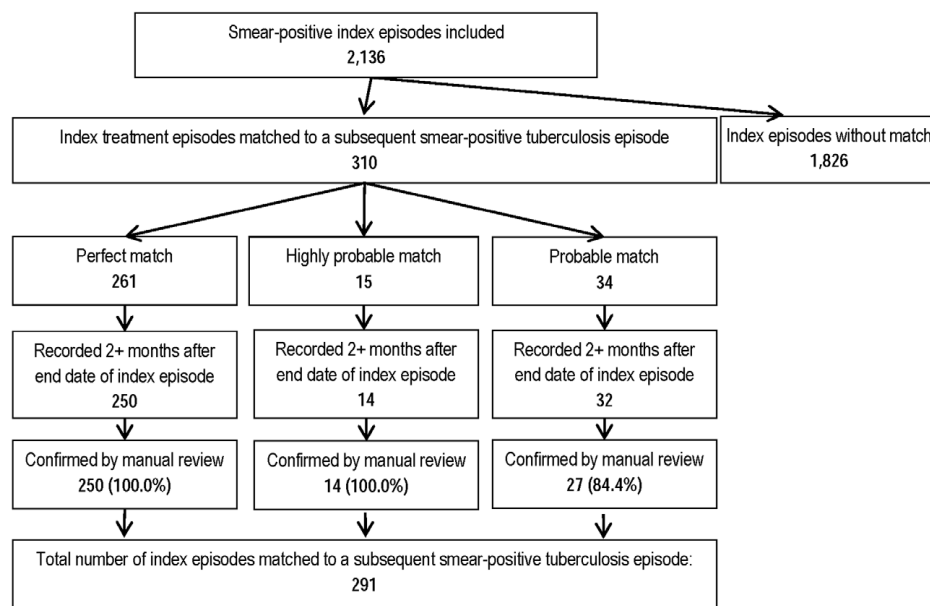 Smear-positive index episodes included
2,136
Index treatment episodes matched to a subsequent smear-positive tuberculosis episode
310
Index episodes without match
1,826
Perfect match
261
Highly probable match
15
Probable match
34
Recorded 2+ months after
end date of index episode
250
Recorded 2+ months after
end date of index episode
14
Recorded 2+ months after
end date of index episode
32
Confirmed by manual review
250 (100.0%)
Confirmed by manual review
14 (100.0%)
Confirmed by manual review
27 (84.4%)
Total number of index episodes matched to a subsequent smear-positive tuberculosis episode:
291